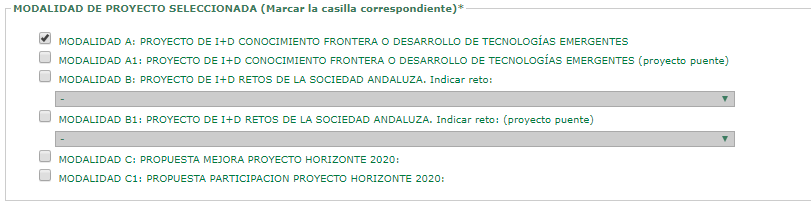 MODALIDAD DE PROYECTO SELECCIONADA (Marcar la casilla correspondiente)*
MODALIDAD A: PROYECTO DE I+D CONOCIMIENTO FRONTERA O DESARROLLO DE TECNOLOGÍAS EMERGENTES
MODALIDAD A1: PROYECTO DE I+D CONOCIMIENTO FRONTERA O DESARROLLO DE TECNOLOGÍAS EMERGENTES (proyecto puente)
MODALIDAD B: PROYECTO DE I+D RETOS DE LA SOCIEDAD ANDALUZA. Indicar reto:
-
MODALIDAD B1: PROYECTO DE I+D RETOS DE LA SOCIEDAD ANDALUZA. Indicar reto: (proyecto puente)
-
MODALIDAD C: PROPUESTA MEJORA PROYECTO HORIZONTE 2020:
MODALIDAD C1: PROPUESTA PARTICIPACION PROYECTO HORIZONTE 2020: